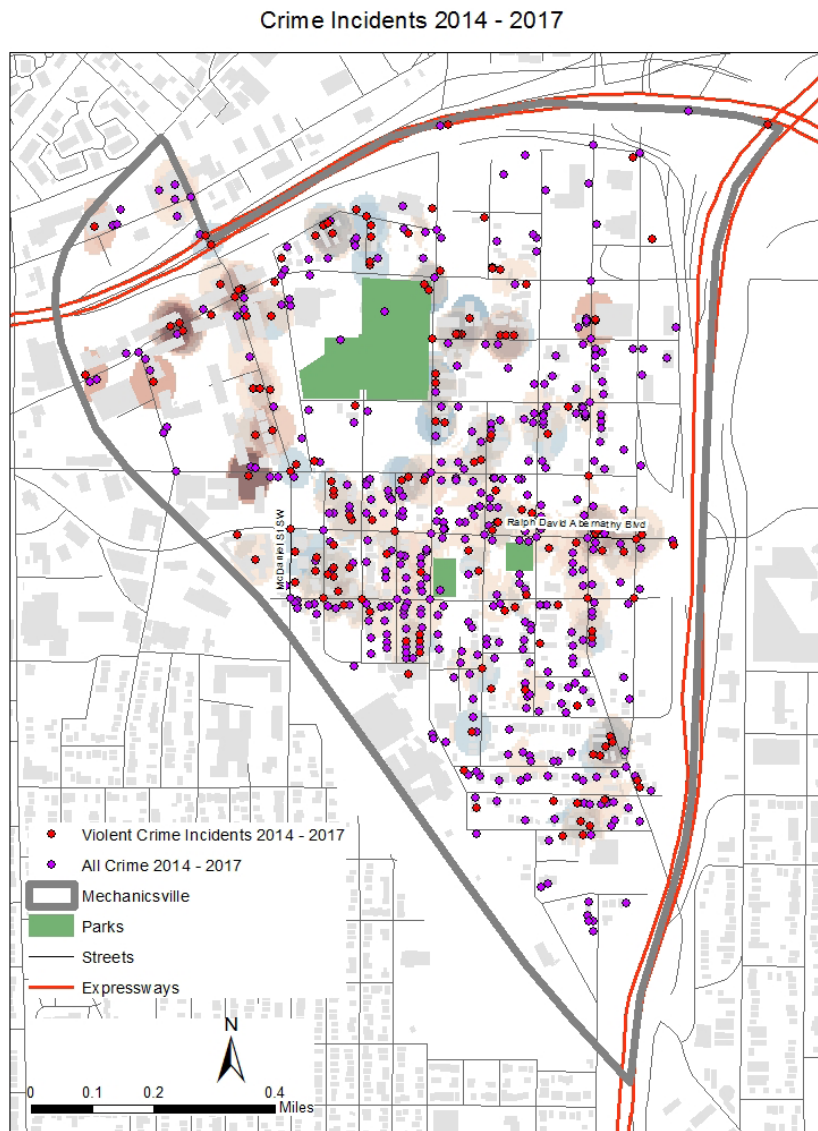 Crime Incidents 2014 - 2017
Ralph David Abernathy Blvd
McDaniel St SW
Violent Crime Incidents 2014 - 2017
All Crime 2014 - 2017
Mechanicsville
Parks
Streets
Expressways
N
0 0.1 0.2 0.4
Miles